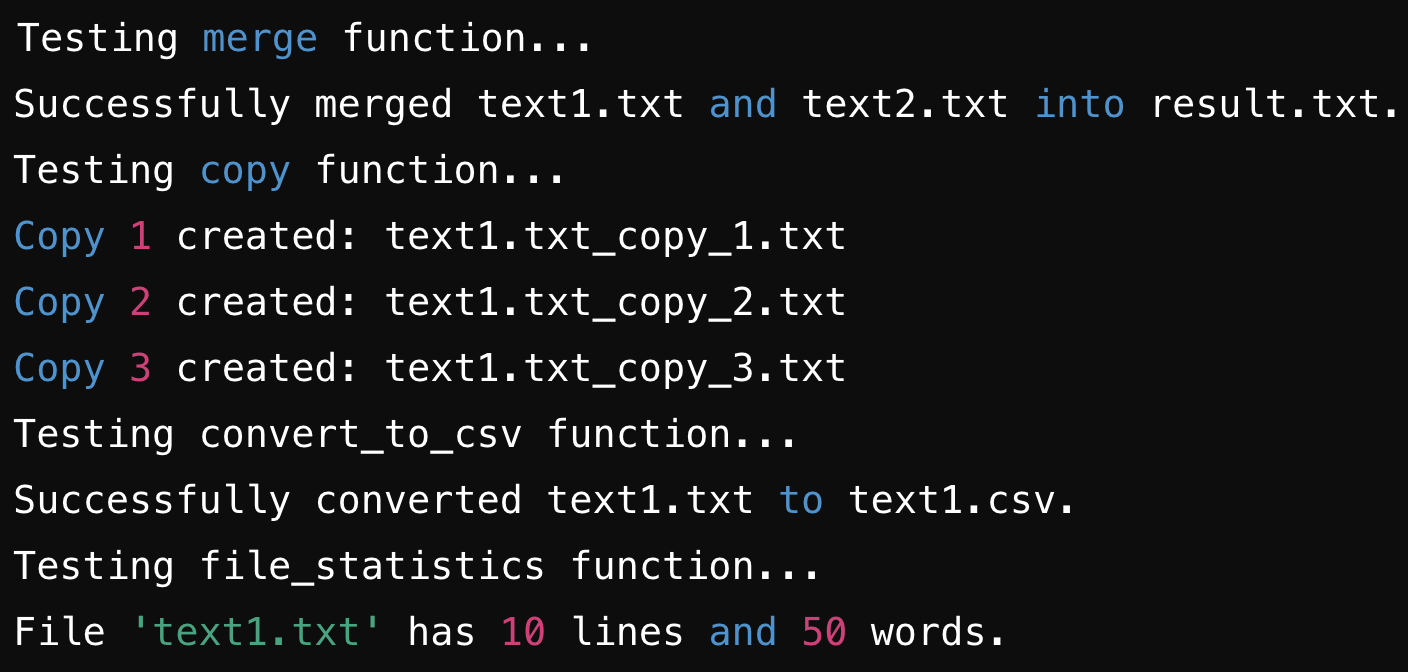 Testing merge function...
Successfully merged text1.txt and text2.txt into result.txt.
Testing copy function...
Copy 1 created: text1.txt_copy_1.txt
Copy 2 created: text1.txt_copy_2.txt
Copy 3 created: text1.txt_copy_3.txt
Testing convert_to_csv function...
Successfully converted text1.txt to text1.csv.
Testing file_statistics function...
File 'text1.txt' has 10 lines and 50 words.